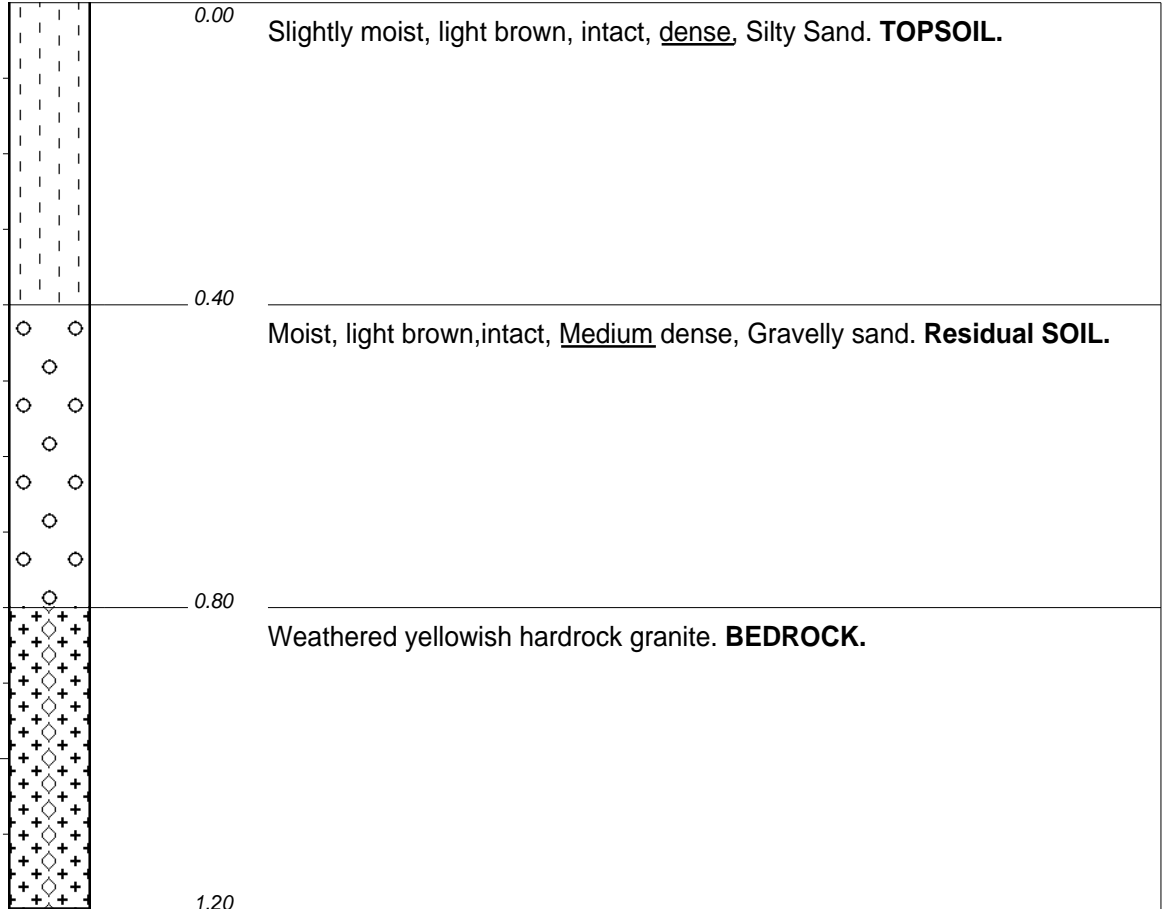 0.00
Slightly moist, light brown, intact, dense, Silty Sand. TOPSOIL.
0.40
Moist, light brown,intact, Medium dense, Gravelly sand. Residual SOIL.
0.80
Weathered yellowish hardrock granite. BEDROCK.
1.20